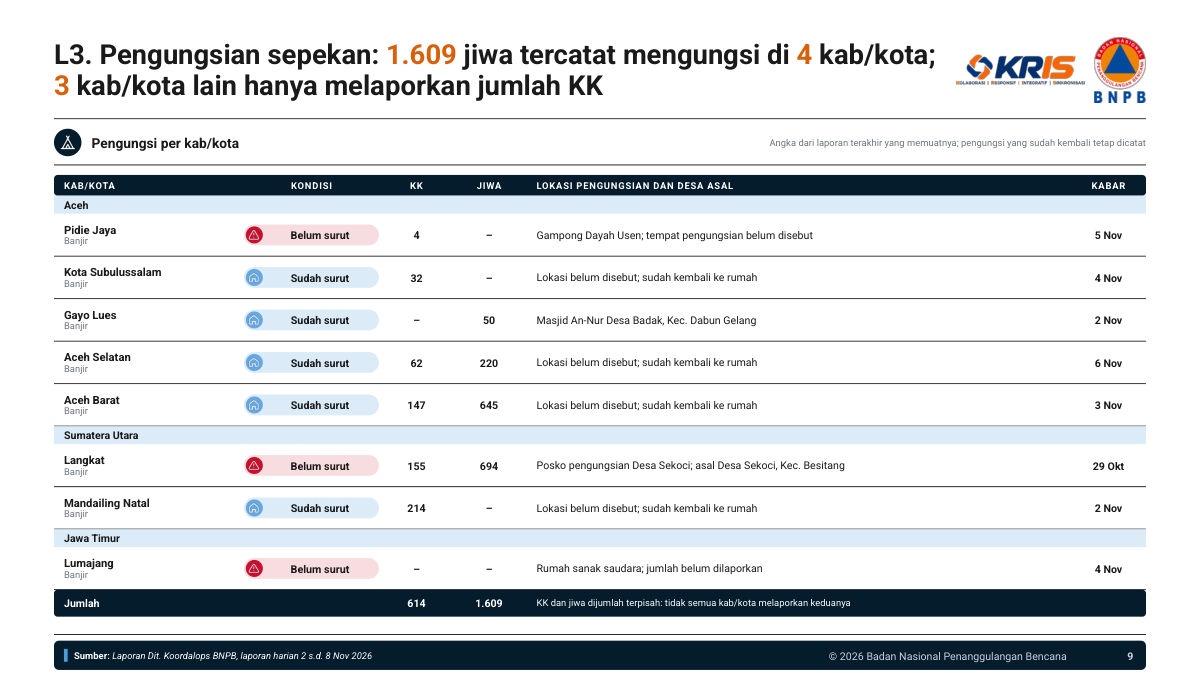 L3. Pengungsian sepekan: 1.609 jiwa tercatat mengungsi di 4 kab/kota;
3 kab/kota lain hanya melaporkan jumlah KK
KRIS
KOLABORASI | RESPONSIF | INTEGRATIF | SINKRONISASI
BADAN NASIONAL
PENANGGULANGAN BENCANA
BNPB
Pengungsi per kab/kota
Angka dari laporan terakhir yang memuatnya; pengungsi yang sudah kembali tetap dicatat
KAB/KOTA KONDISI KK JIWA LOKASI PENGUNGSIAN DAN DESA ASAL KABAR
Aceh
Pidie Jaya
Banjir
Belum surut 4 – Gampong Dayah Usen; tempat pengungsian belum disebut 5 Nov
Kota Subulussalam
Banjir
Sudah surut 32 – Lokasi belum disebut; sudah kembali ke rumah 4 Nov
Gayo Lues
Banjir
Sudah surut – 50 Masjid An-Nur Desa Badak, Kec. Dabun Gelang 2 Nov
Aceh Selatan
Banjir
Sudah surut 62 220 Lokasi belum disebut; sudah kembali ke rumah 6 Nov
Aceh Barat
Banjir
Sudah surut 147 645 Lokasi belum disebut; sudah kembali ke rumah 3 Nov
Sumatera Utara
Langkat
Banjir
Belum surut 155 694 Posko pengungsian Desa Sekoci; asal Desa Sekoci, Kec. Besitang 29 Okt
Mandailing Natal
Banjir
Sudah surut 214 – Lokasi belum disebut; sudah kembali ke rumah 2 Nov
Jawa Timur
Lumajang
Banjir
Belum surut – – Rumah sanak saudara; jumlah belum dilaporkan 4 Nov
Jumlah 614 1.609 KK dan jiwa dijumlah terpisah: tidak semua kab/kota melaporkan keduanya
Sumber: Laporan Dit. Koordalops BNPB, laporan harian 2 s.d. 8 Nov 2026
© 2026 Badan Nasional Penanggulangan Bencana 9